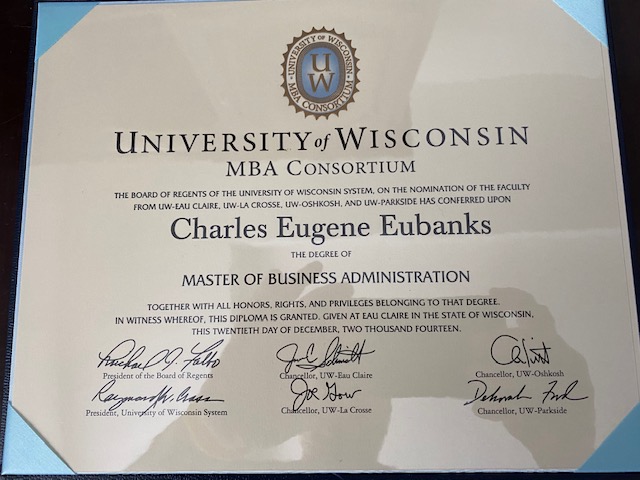 UNIVERSITY OF WISCONSIN
UW
MBA CONSORTIUM
UNIVERSITY of WISCONSIN
MBA CONSORTIUM
THE BOARD OF REGENTS OF THE UNIVERSITY OF WISCONSIN SYSTEM, ON THE NOMINATION OF THE FACULTY
FROM UW-EAU CLAIRE, UW-LA CROSSE, UW-OSHKOSH, AND UW-PARKSIDE HAS CONFERRED UPON
Charles Eugene Eubanks
THE DEGREE OF
MASTER OF BUSINESS ADMINISTRATION
TOGETHER WITH ALL HONORS, RIGHTS, AND PRIVILEGES BELONGING TO THAT DEGREE.
IN WITNESS WHEREOF, THIS DIPLOMA IS GRANTED. GIVEN AT EAU CLAIRE IN THE STATE OF WISCONSIN,
THIS TWENTIETH DAY OF DECEMBER, TWO THOUSAND FOURTEEN.
President of the Board of Regents Chancellor, UW-Eau Claire Chancellor, UW-Oshkosh
Raymond W. Cross Joe Gow Deborah Ford
President, University of Wisconsin System Chancellor, UW-La Crosse Chancellor, UW-Parkside